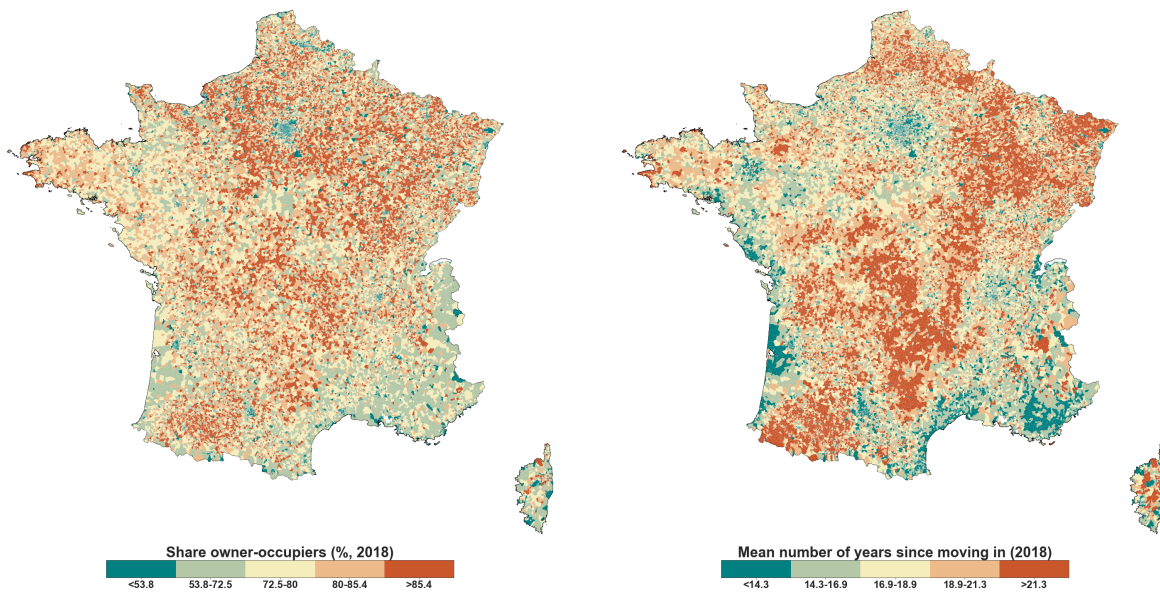 Share owner-occupiers (%, 2018)
<53.8 53.8-72.5 72.5-80 80-85.4 >85.4
Mean number of years since moving in (2018)
<14.3 14.3-16.9 16.9-18.9 18.9-21.3 >21.3